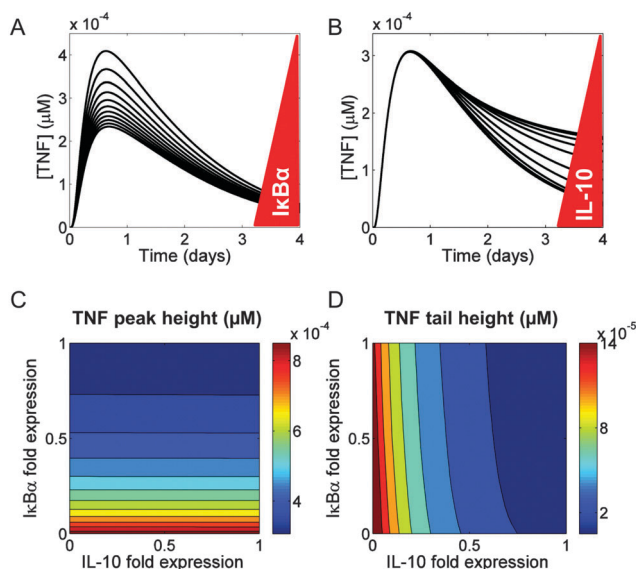 A
x 10⁻⁴
4
3
2
1
0
[TNF] (μM)
0
1
2
3
4
Time (days)
IκBα
B
x 10⁻⁴
3
2
1
0
[TNF] (μM)
0
1
2
3
4
Time (days)
IL-10
C
TNF peak height (μM)
x 10⁻⁴
1
0.5
0
IκBα fold expression
0
0.5
1
IL-10 fold expression
8
6
4
D
TNF tail height (μM)
x 10⁻⁵
1
0.5
0
IκBα fold expression
0
0.5
1
IL-10 fold expression
14
8
2